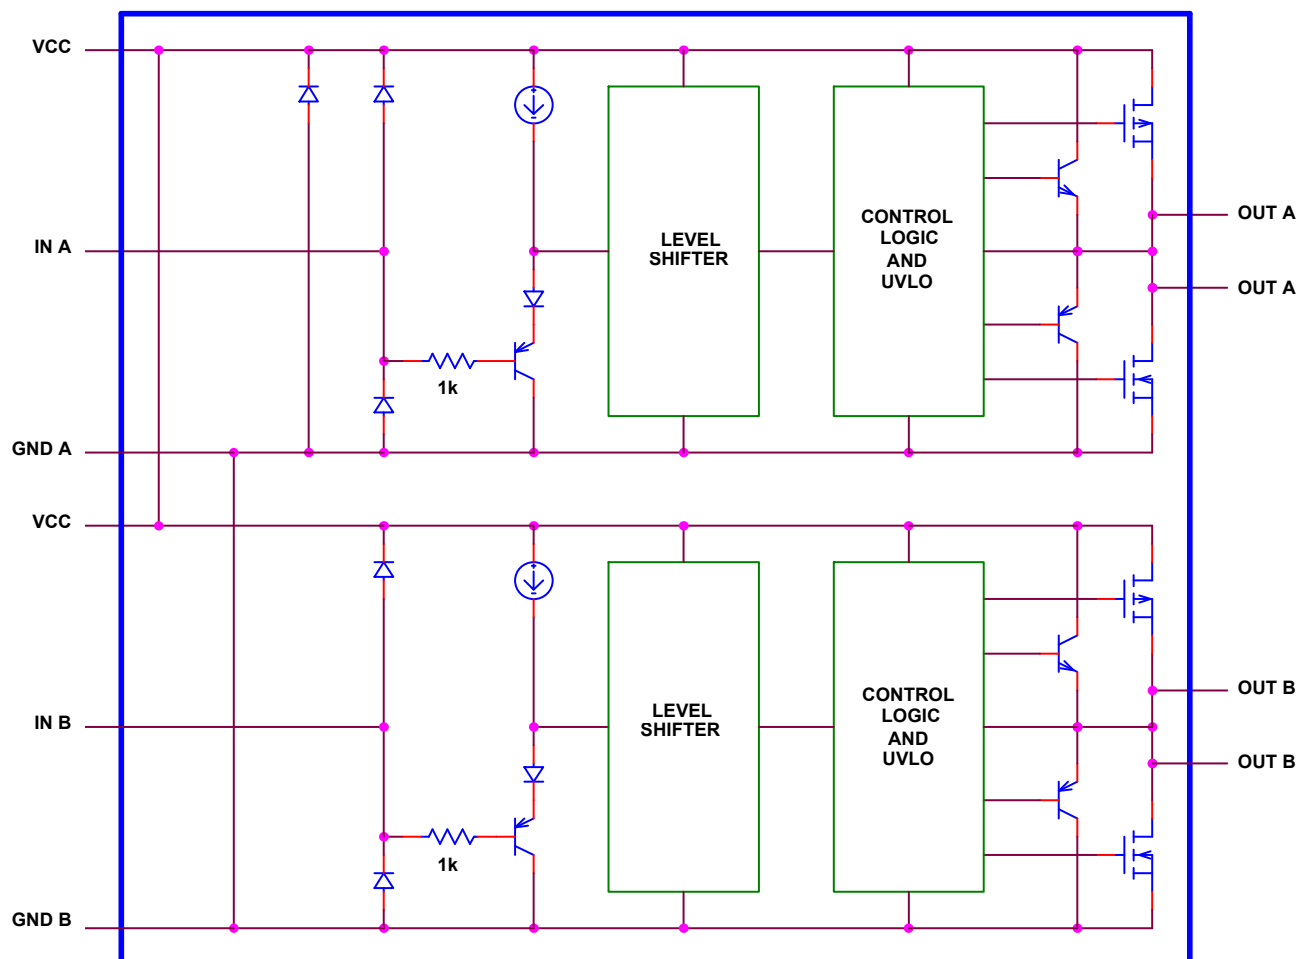 VCC
IN A
1k
GND A
LEVEL
SHIFTER
CONTROL
LOGIC
AND
UVLO
OUT A
OUT A
VCC
IN B
1k
GND B
LEVEL
SHIFTER
CONTROL
LOGIC
AND
UVLO
OUT B
OUT B